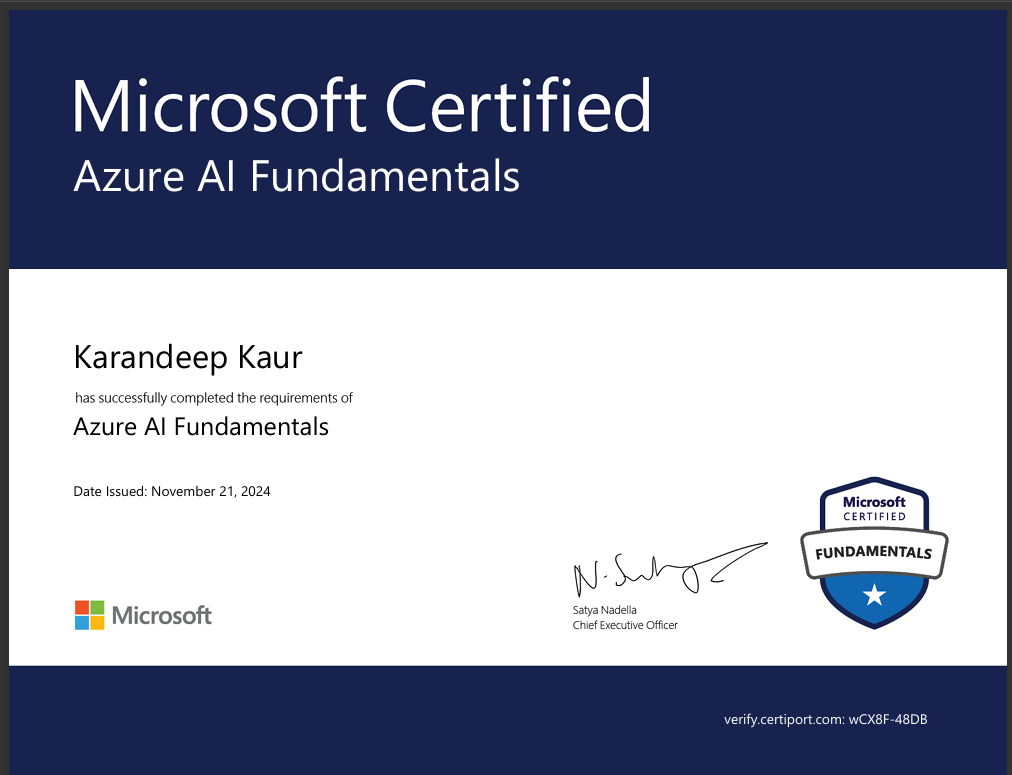 Microsoft Certified
Azure AI Fundamentals
Karandeep Kaur
has successfully completed the requirements of
Azure AI Fundamentals
Date Issued: November 21, 2024
Microsoft
CERTIFIED
FUNDAMENTALS
N. Satya
Satya Nadella
Chief Executive Officer
Microsoft
verify.certiport.com: wCX8F-48DB